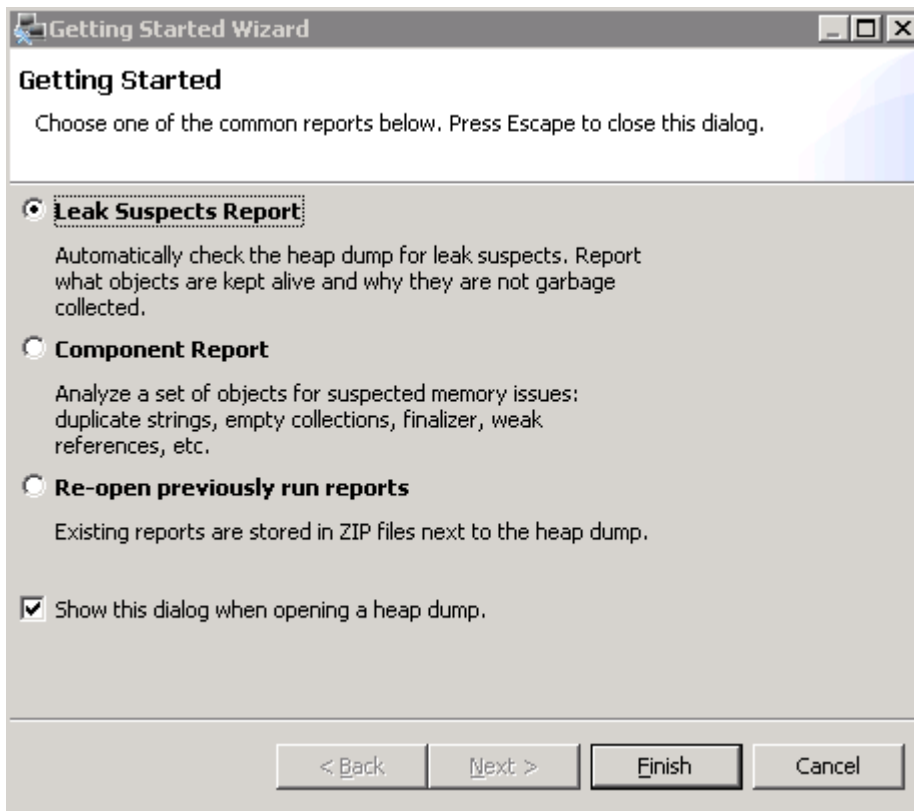 Getting Started Wizard
Getting Started
Choose one of the common reports below. Press Escape to close this dialog.
Leak Suspects Report
Automatically check the heap dump for leak suspects. Report
what objects are kept alive and why they are not garbage
collected.
Component Report
Analyze a set of objects for suspected memory issues:
duplicate strings, empty collections, finalizer, weak
references, etc.
Re-open previously run reports
Existing reports are stored in ZIP files next to the heap dump.
Show this dialog when opening a heap dump.
< Back Next > Finish Cancel